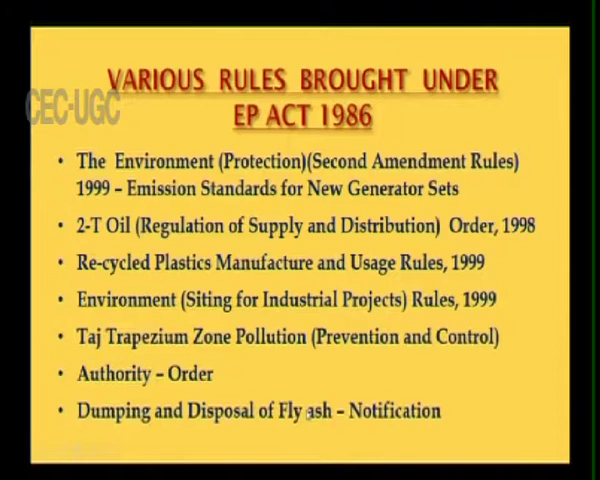 VARIOUS RULES BROUGHT UNDER
EP ACT 1986
CEC-UGC
• The Environment (Protection)(Second Amendment Rules)
1999 – Emission Standards for New Generator Sets
• 2-T Oil (Regulation of Supply and Distribution) Order, 1998
• Re-cycled Plastics Manufacture and Usage Rules, 1999
• Environment (Siting for Industrial Projects) Rules, 1999
• Taj Trapezium Zone Pollution (Prevention and Control)
• Authority – Order
• Dumping and Disposal of Fly ash – Notification